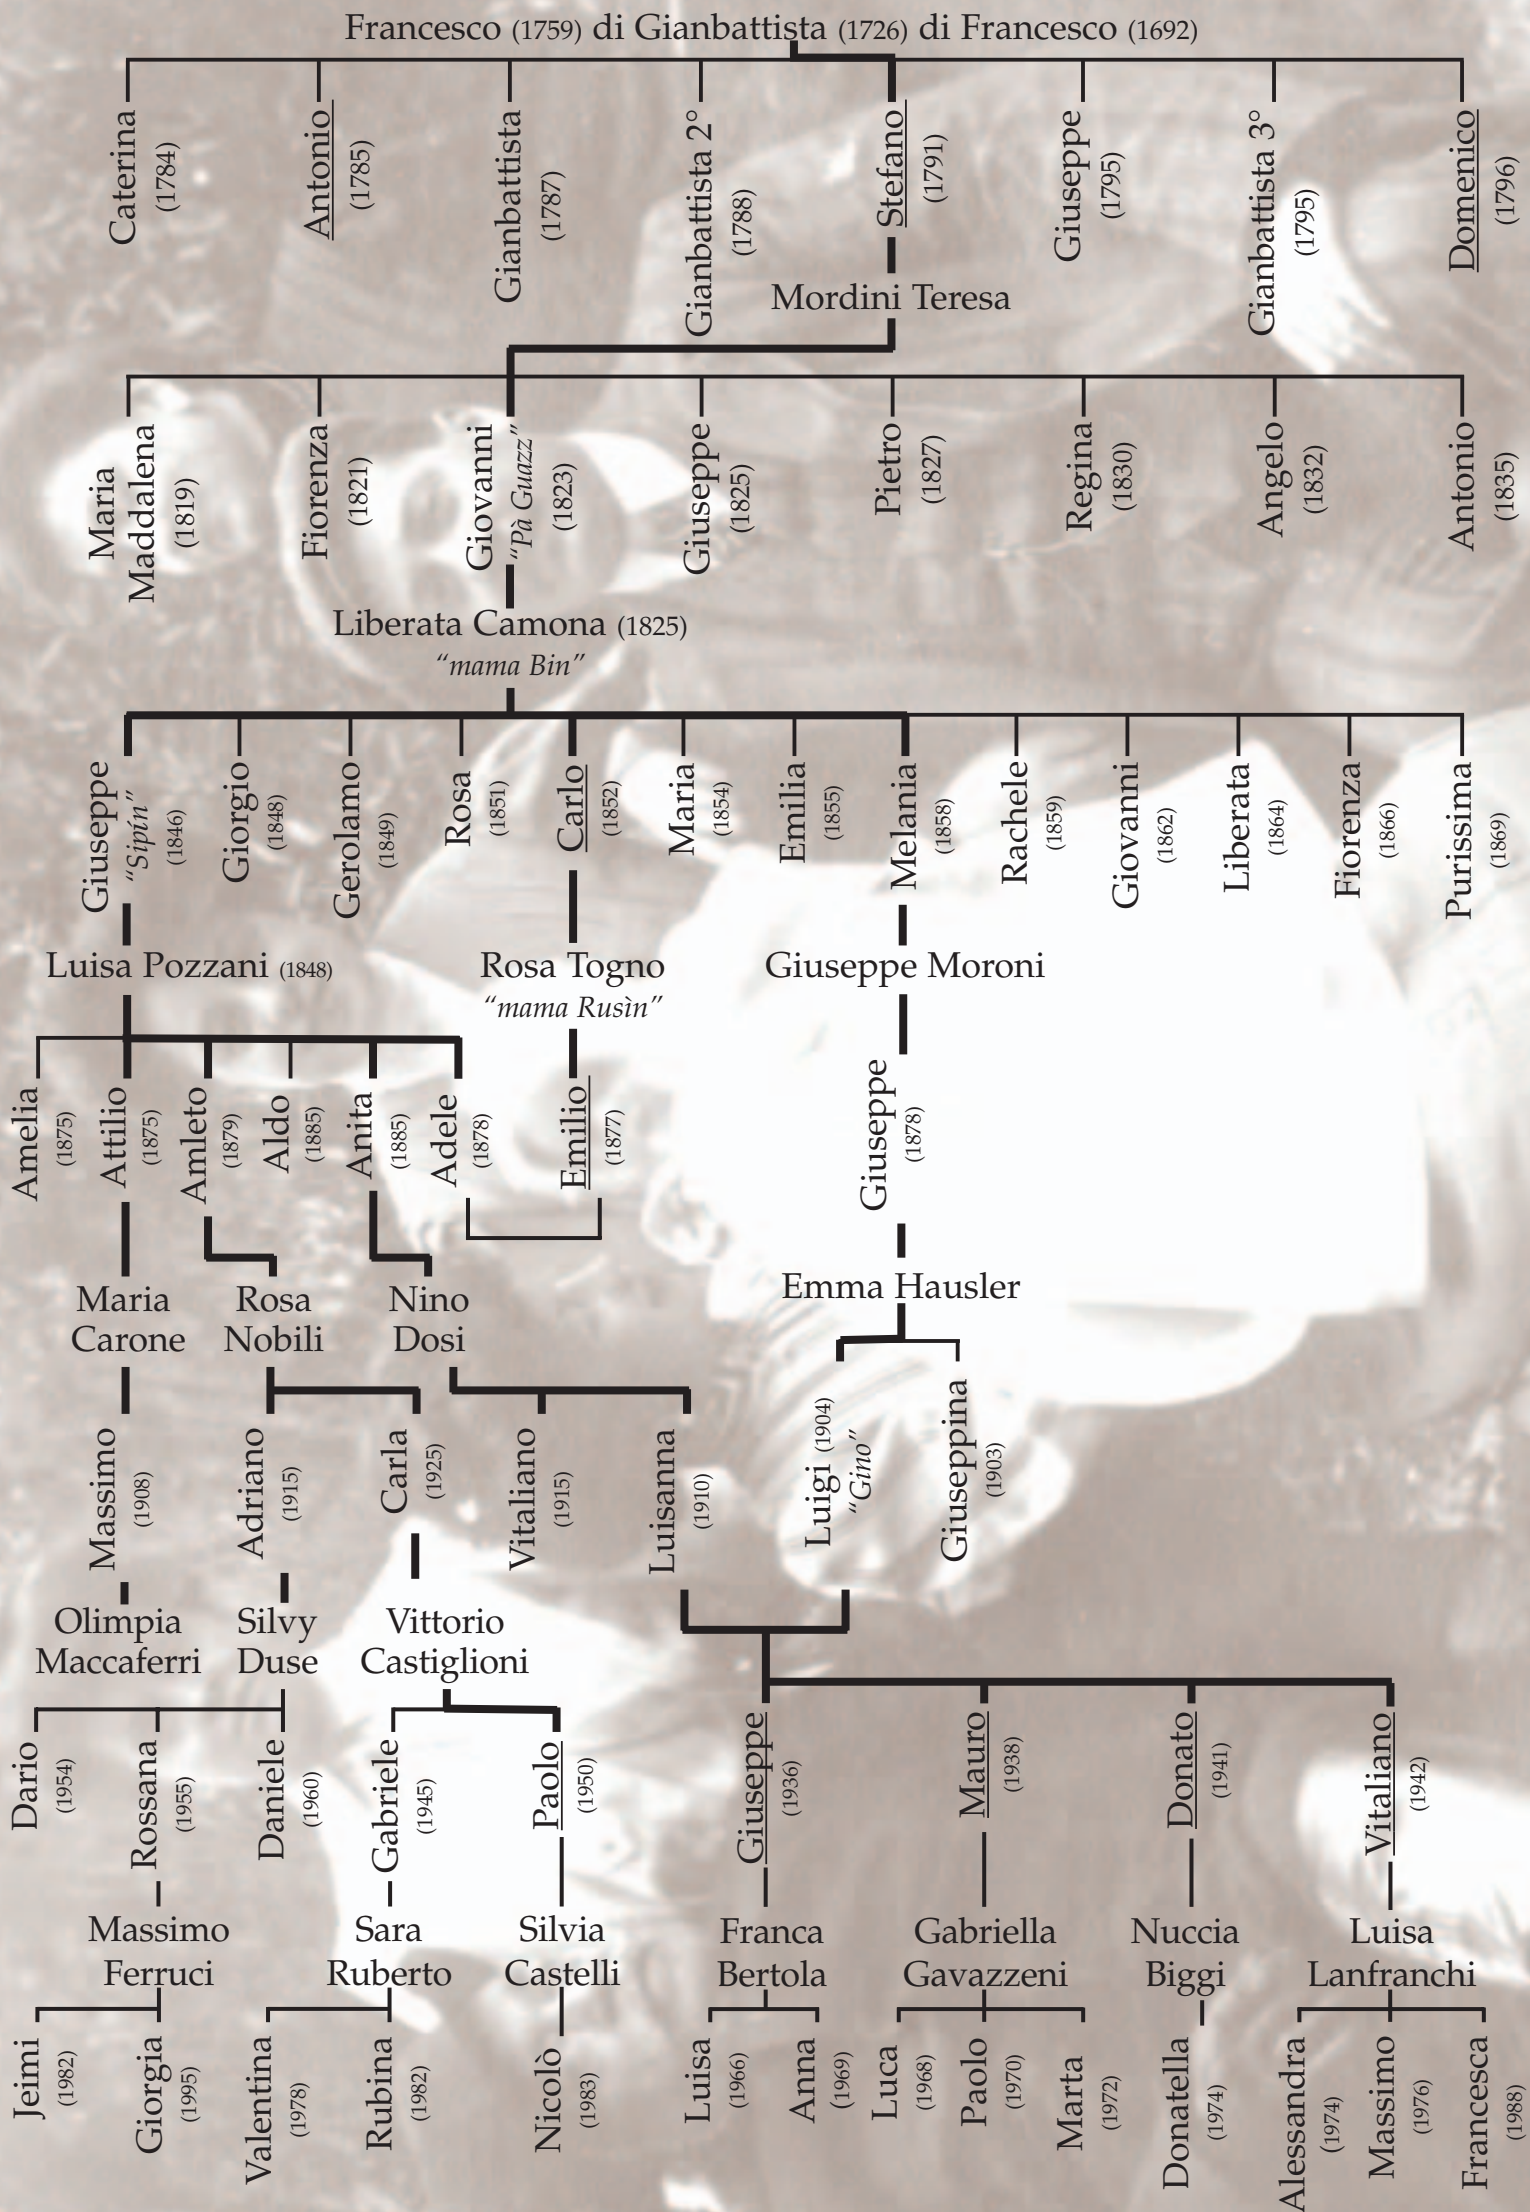 Francesco (1759) di Gianbattista (1726) di Francesco (1692)
Caterina
(1784)
Antonio
(1785)
Gianbattista
(1787)
Gianbattista 2°
(1788)
Stefano
(1791)
Giuseppe
(1795)
Gianbattista 3°
(1795)
Domenico
(1796)
Mordini Teresa
Maria
Maddalena
(1819)
Fiorenza
(1821)
Giovanni
“Pà Guazz”
(1823)
Giuseppe
(1825)
Pietro
(1827)
Regina
(1830)
Angelo
(1832)
Antonio
(1835)
Liberata Camona (1825)
“mama Bin”
Giuseppe
“Sipín”
(1846)
Giorgio
(1848)
Gerolamo
(1849)
Rosa
(1851)
Carlo
(1852)
Maria
(1854)
Emilia
(1855)
Melania
(1858)
Rachele
(1859)
Giovanni
(1862)
Liberata
(1864)
Fiorenza
(1866)
Purissima
(1869)
Luisa Pozzani (1848)
Rosa Togno
“mama Rusìn”
Giuseppe Moroni
Amelia
(1875)
Attilio
(1875)
Amleto
(1879)
Aldo
(1885)
Anita
(1885)
Adele
(1878)
Emilio
(1877)
Giuseppe
(1878)
Maria
Carone
Rosa
Nobili
Nino
Dosi
Emma Hausler
Massimo
(1908)
Adriano
(1915)
Carla
(1925)
Vitaliano
(1915)
Luisanna
(1910)
Luigi (1904)
“Gino”
Giuseppina
(1903)
Olimpia
Maccaferri
Silvy
Duse
Vittorio
Castiglioni
Dario
(1954)
Rossana
(1955)
Daniele
(1960)
Gabriele
(1945)
Paolo
(1950)
Giuseppe
(1936)
Mauro
(1938)
Donato
(1941)
Vitaliano
(1942)
Massimo
Ferruci
Sara
Ruberto
Silvia
Castelli
Franca
Bertola
Gabriella
Gavazzeni
Nuccia
Biggi
Luisa
Lanfranchi
Jeimi
(1982)
Giorgia
(1995)
Valentina
(1978)
Rubina
(1982)
Nicolò
(1983)
Luisa
(1966)
Anna
(1969)
Luca
(1968)
Paolo
(1970)
Marta
(1972)
Donatella
(1974)
Alessandra
(1974)
Massimo
(1976)
Francesca
(1988)